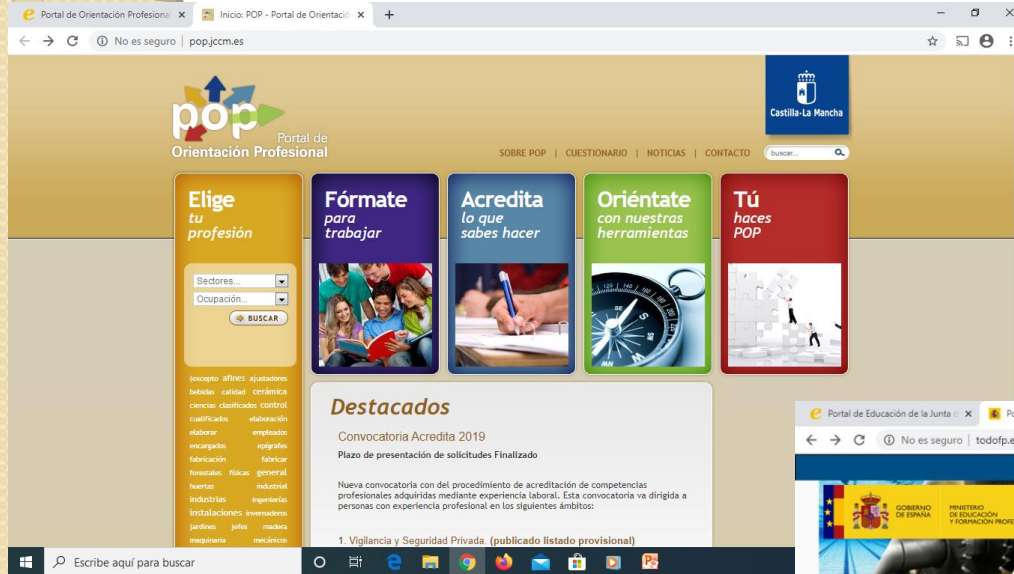 Portal de Orientación Profesional
Inicio: POP - Portal de Orientació
No es seguro | pop.jccm.es
pop
Portal de
Orientación Profesional
Castilla-La Mancha
SOBRE POP | CUESTIONARIO | NOTICIAS | CONTACTO
buscar...
Elige
tu
profesión
Sectores...
Ocupación...
BUSCAR
(excepto afines ajustadores
bebidas calidad cerámica
ciencias clasificados control
cualificados elaboración
elaborar empleados
encargados epígrafes
fabricación fabricar
forestales físicas general
huertas industrial
industrias ingenierías
instalaciones invernaderos
jardines jefes madera
maquinaria mecánicos
Fórmate
para
trabajar
Acredita
lo que
sabes hacer
Oriéntate
con nuestras
herramientas
Tú
haces
POP
Destacados
Convocatoria Acredita 2019
Plazo de presentación de solicitudes Finalizado
Nueva convocatoria con del procedimiento de acreditación de competencias
profesionales adquiridas mediante experiencia laboral. Esta convocatoria va dirigida a
personas con experiencia profesional en los siguientes ámbitos:
1. Vigilancia y Seguridad Privada. (publicado listado provisional)
Escribe aquí para buscar
Portal de Educación de la Junta d
Po
No es seguro | todofp.e
GOBIERNO
DE ESPAÑA
MINISTERIO
DE EDUCACIÓN
Y FORMACIÓN PROFE